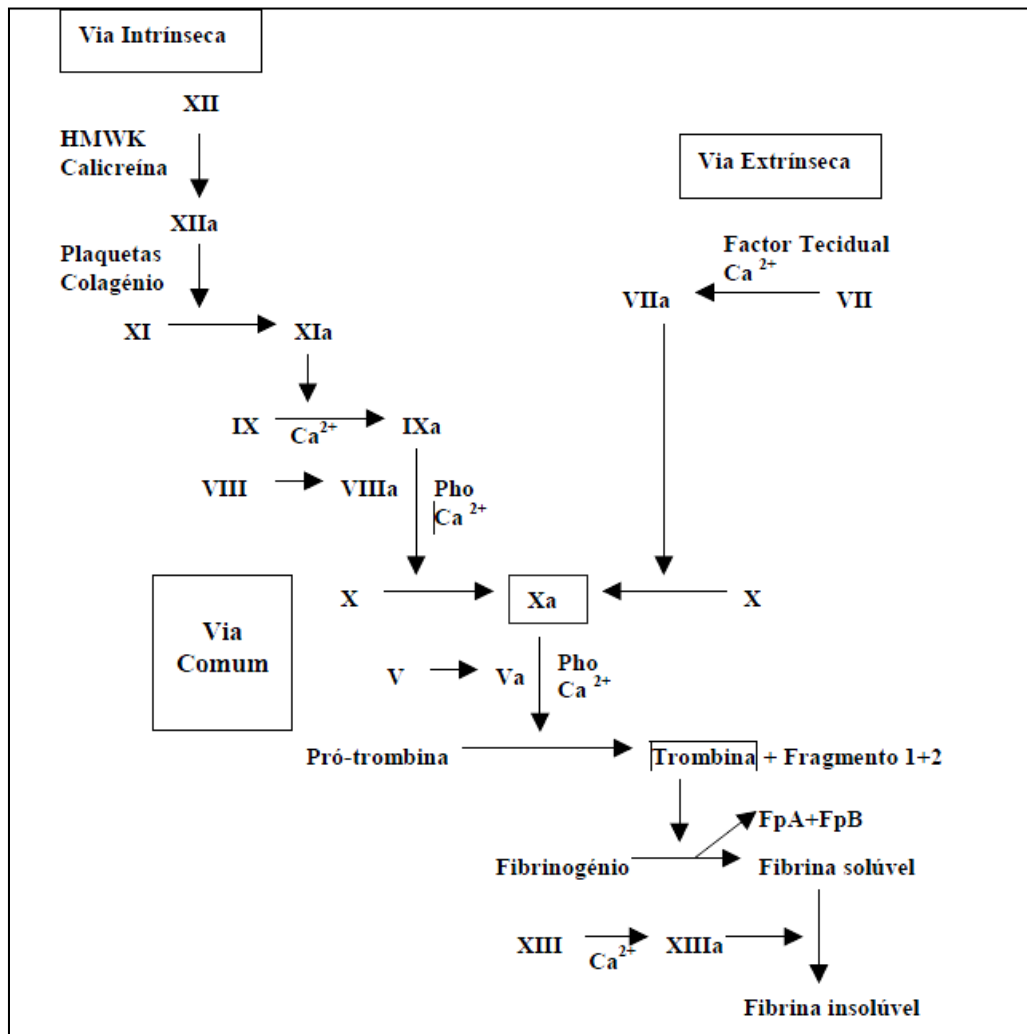 Via Intrínseca
XII
HMWK
Calicreína
Via Extrínseca
XIIa
Plaquetas
Colagénio
Factor Tecidual
Ca 2+
VIIa
VII
XI
XIa
IX
Ca2+
IXa
VIII
VIIIa
Pho
Ca 2+
X
Xa
X
Via
Comum
V
Va
Pho
Ca 2+
Pró-trombina
Trombina + Fragmento 1+2
FpA+FpB
Fibrinogénio
Fibrina solúvel
XIII
Ca2+
XIIIa
Fibrina insolúvel